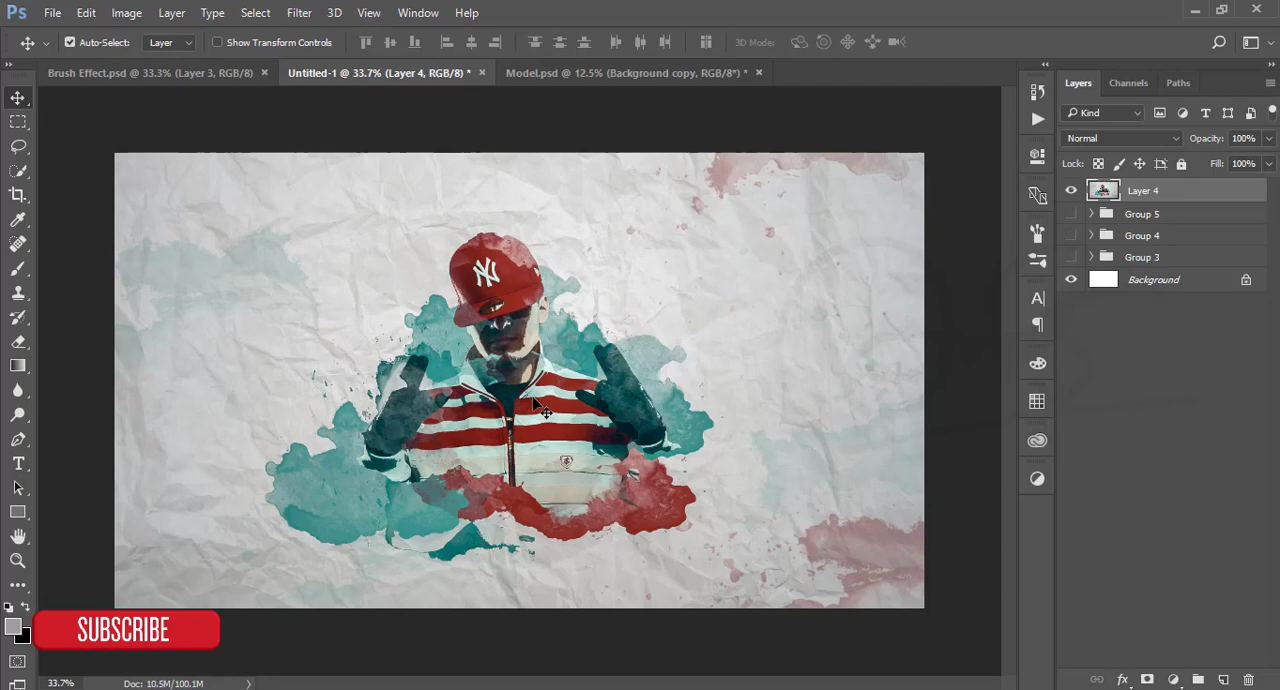 Ps File Edit Image Layer Type Select Filter 3D View Window Help
Auto-Select: Layer Show Transform Controls 3D Mode:
Brush Effect.psd @ 33.3% (Layer 3, RGB/8) × Untitled-1 @ 33.7% (Layer 4, RGB/8) * × Model.psd @ 12.5% (Background copy, RGB/8*) * ×
Layers Channels Paths
Kind
Normal Opacity: 100%
Lock: Fill: 100%
Layer 4
Group 5
Group 4
Group 3
Background
NY
SUBSCRIBE
33.7% Doc: 10.5M/100.1M